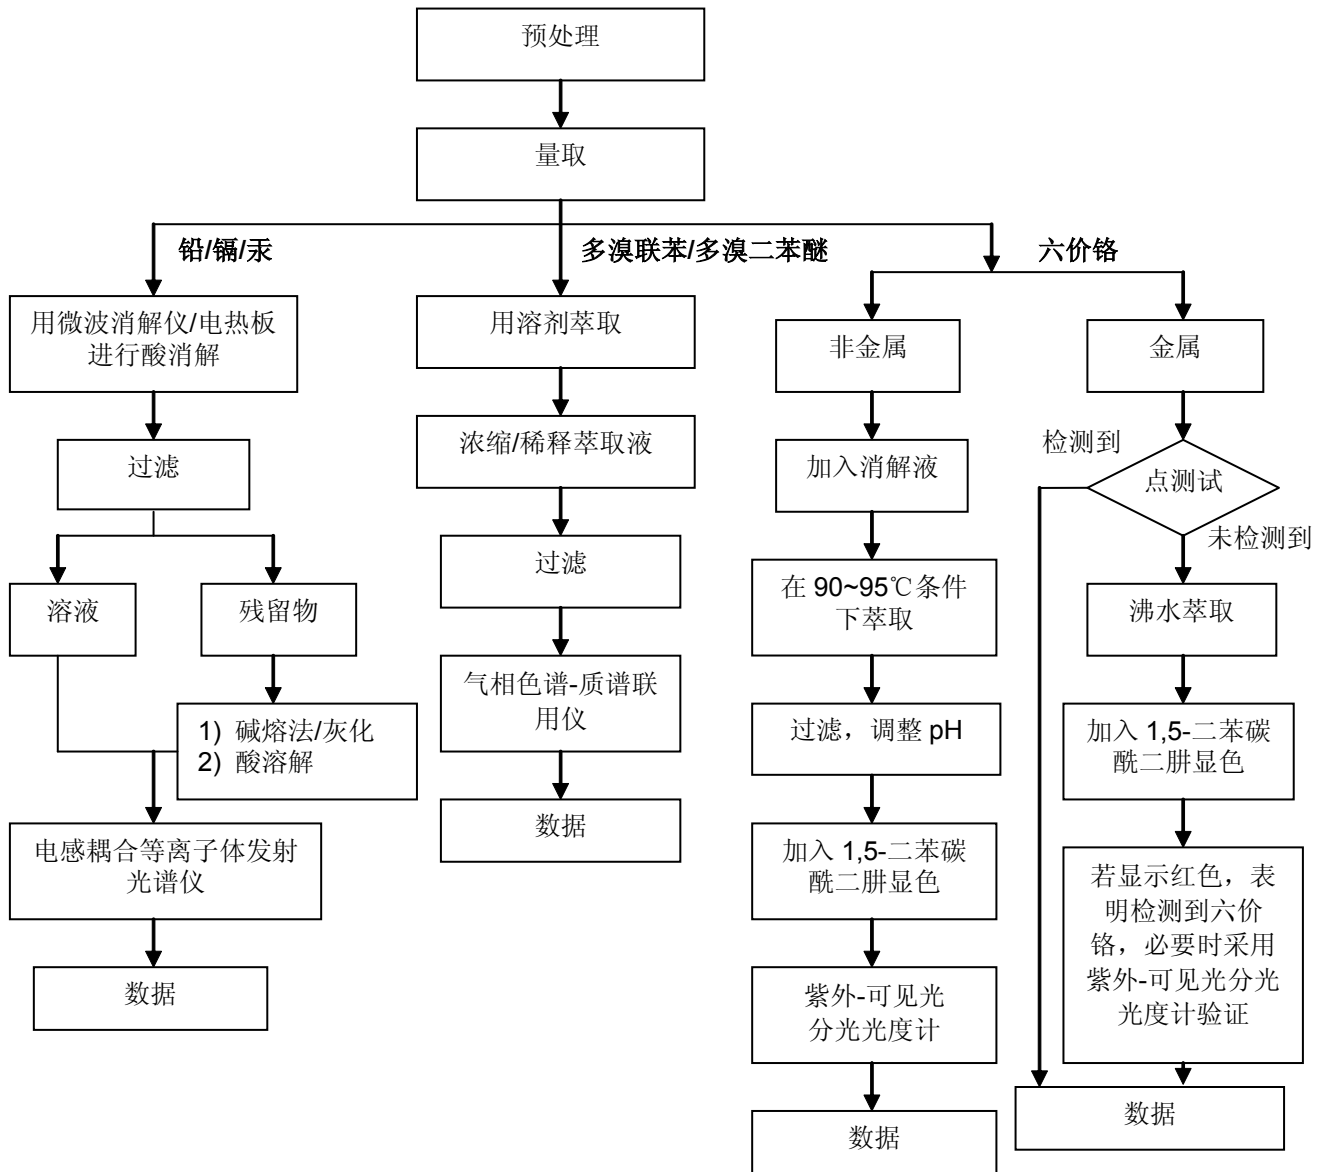 预处理
量取
铅/镉/汞
多溴联苯/多溴二苯醚
六价铬
用微波消解仪/电热板
进行酸消解
过滤
溶液
残留物
1) 碱熔法/灰化
2) 酸溶解
电感耦合等离子体发射
光谱仪
数据
用溶剂萃取
浓缩/稀释萃取液
过滤
气相色谱-质谱联
用仪
数据
非金属
加入消解液
在 90~95℃条件
下萃取
过滤，调整 pH
加入 1,5-二苯碳
酰二肼显色
紫外-可见光
分光光度计
数据
金属
检测到
点测试
未检测到
沸水萃取
加入 1,5-二苯碳
酰二肼显色
若显示红色，表
明检测到六价
铬，必要时采用
紫外-可见光分光
光度计验证
数据